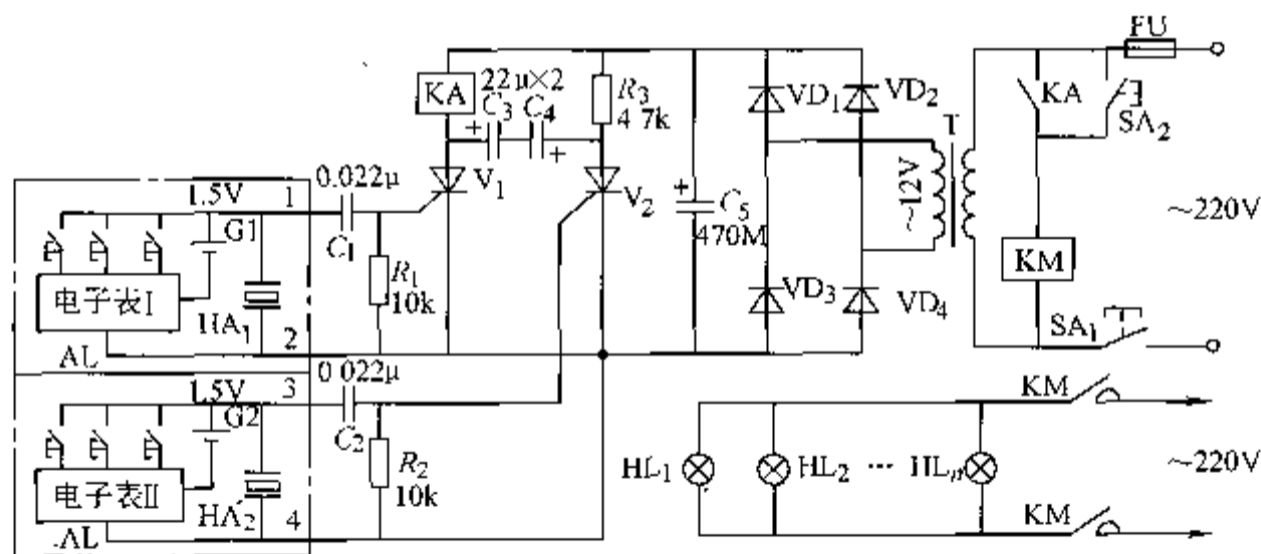 FU
KA
22μ×2
C3 C4
R3
4 7k
VD1
VD2
T
KA
SA2
0.022μ
V1
V2
1.5V
1
G1
C1
C5
470M
~12V
~220V
R1
10k
电子表I
HA1
VD3
VD4
KM
2
SA1
AL
0 022μ
1.5V
3
G2
C2
KM
R2
10k
HL1
HL2
···
HLn
~220V
电子表II
HA2
4
KM
AL